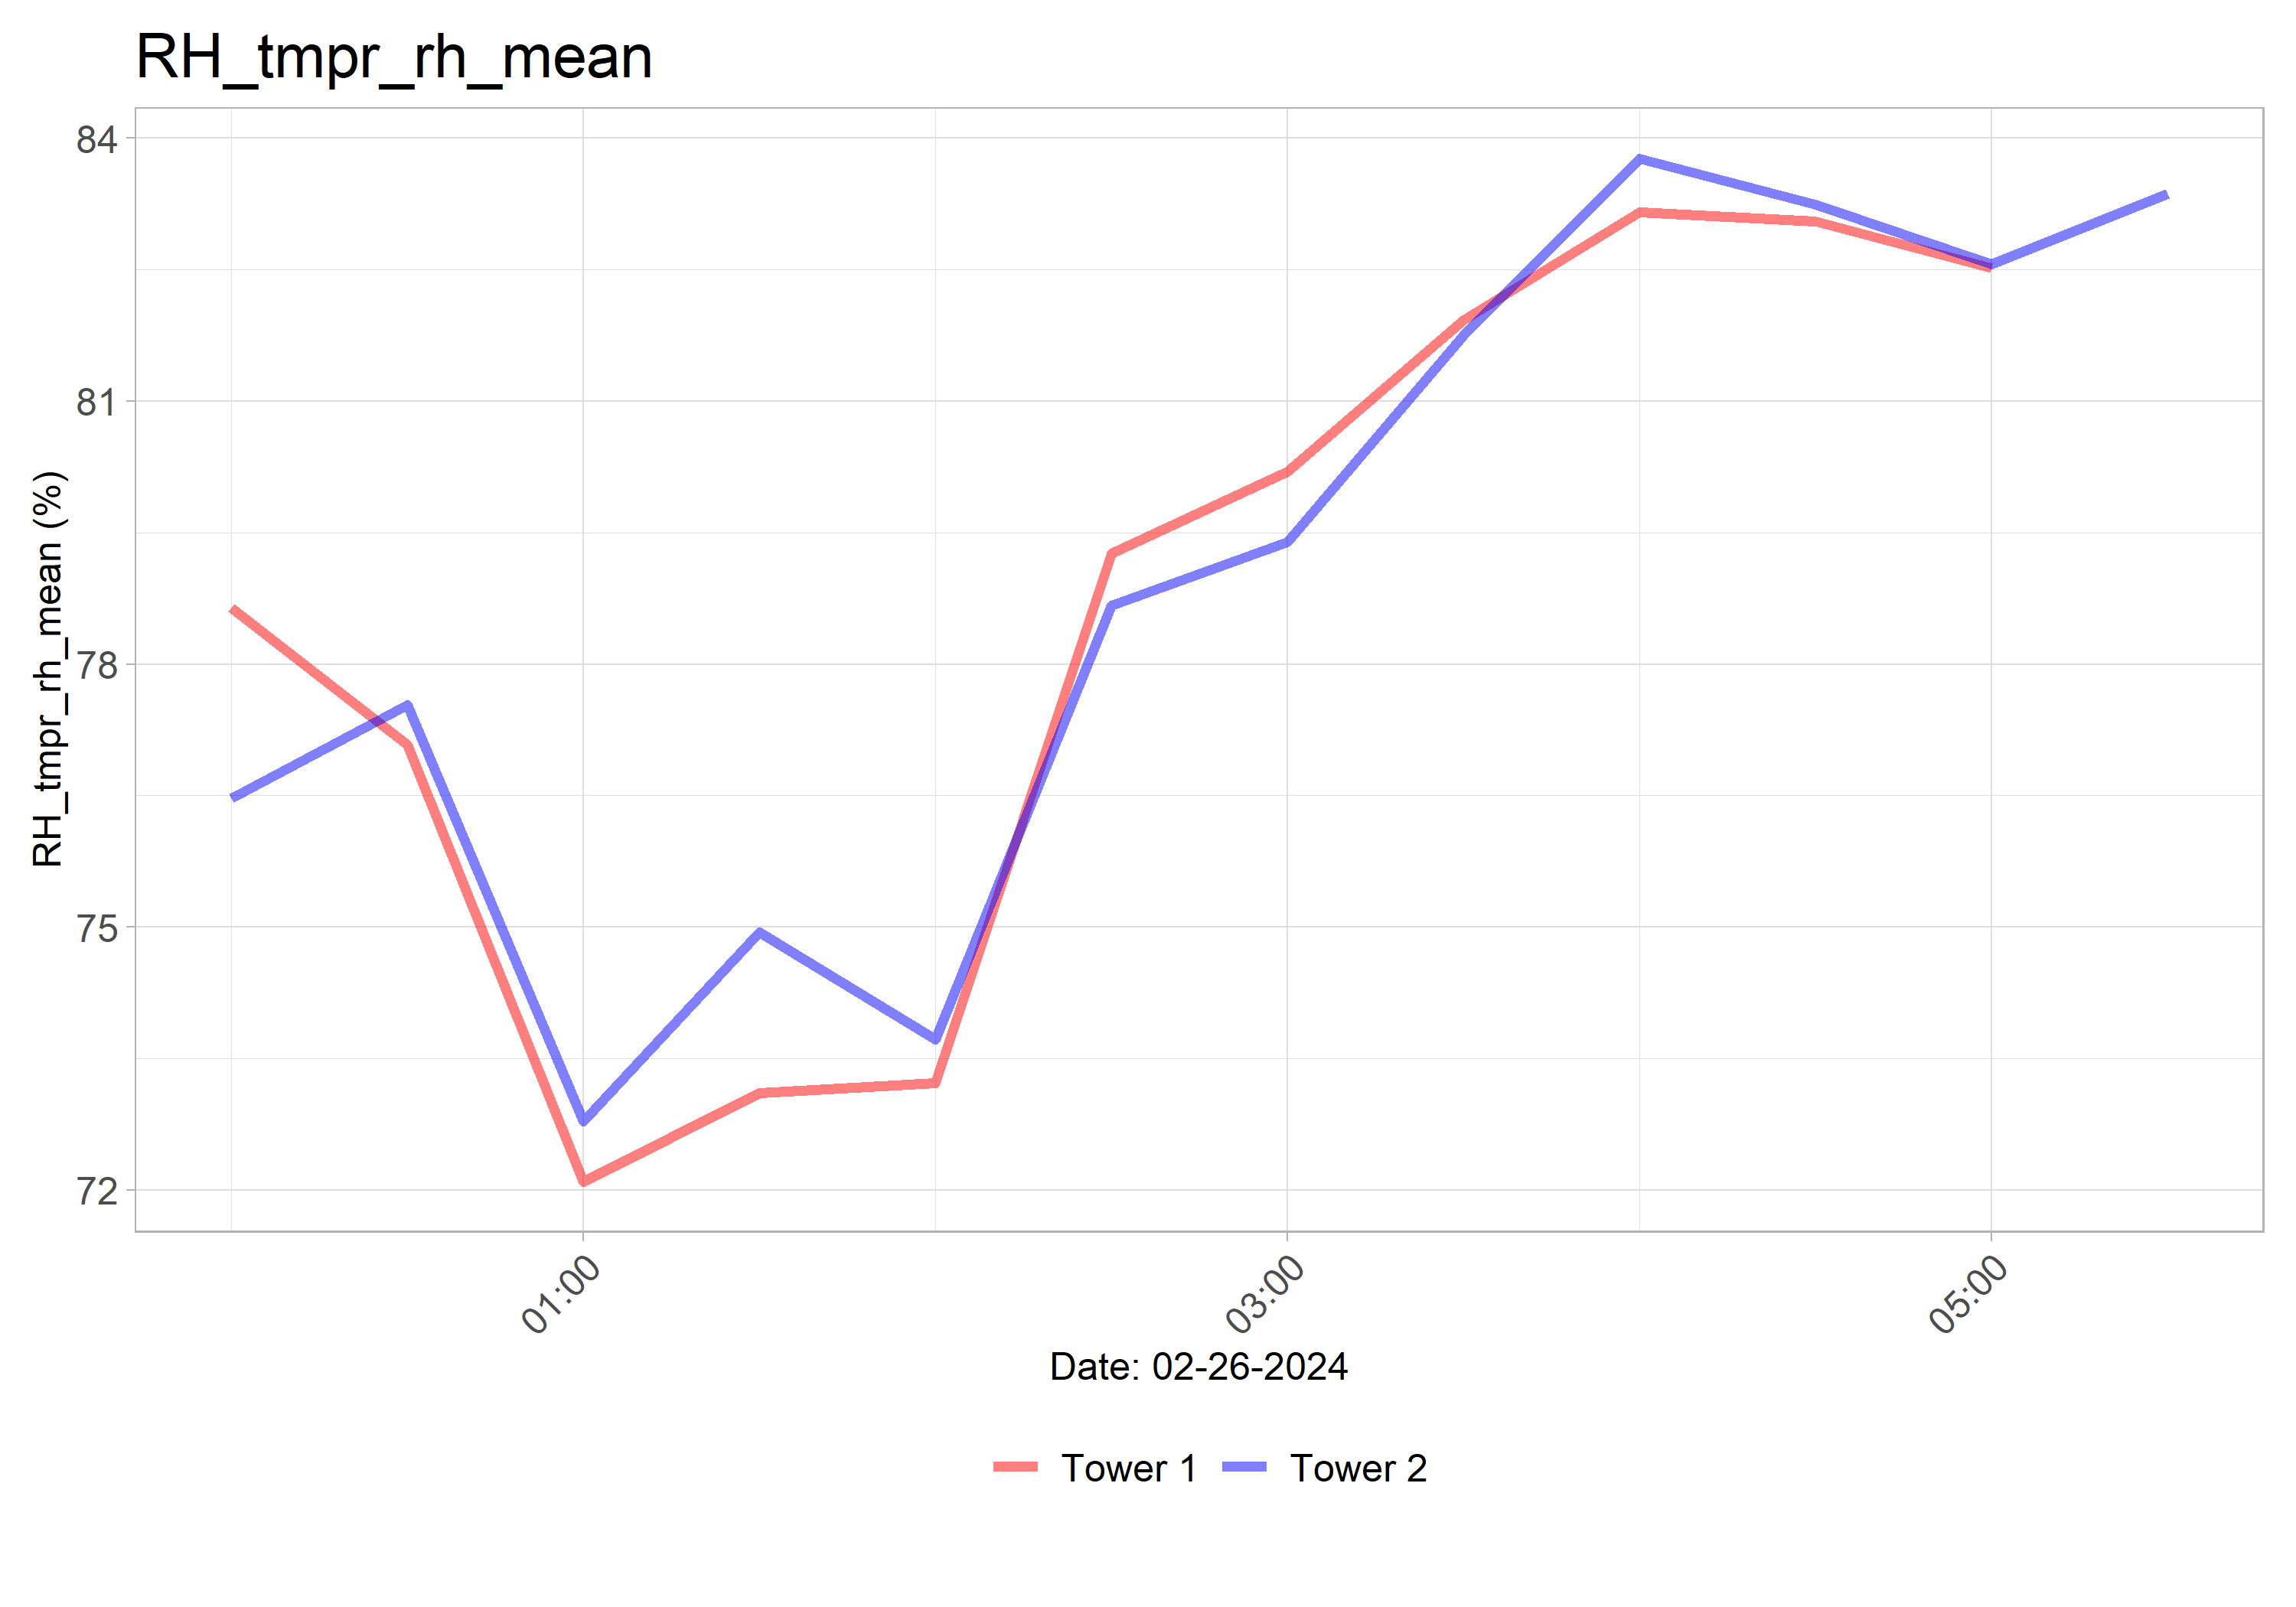 RH_tmpr_rh_mean
RH_tmpr_rh_mean (%)
84
81
78
75
72
01:00 03:00 05:00
Date: 02-26-2024
Tower 1 Tower 2